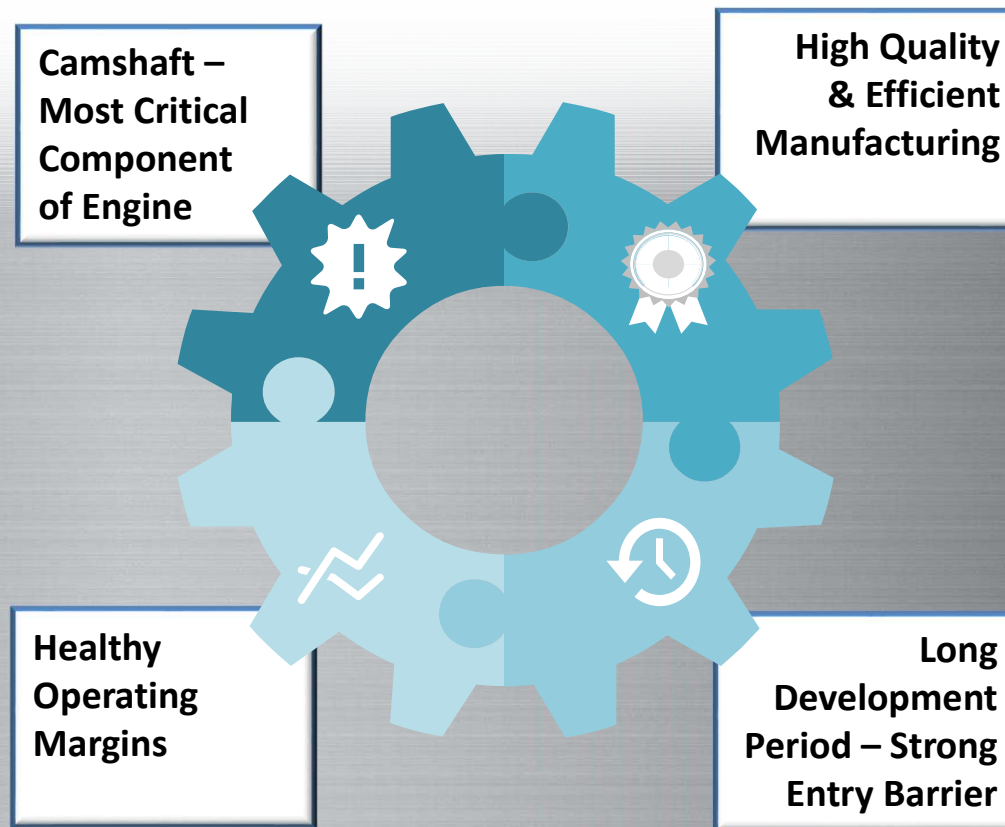 Camshaft –
Most Critical
Component
of Engine
High Quality
& Efficient
Manufacturing
Healthy
Operating
Margins
Long
Development
Period – Strong
Entry Barrier